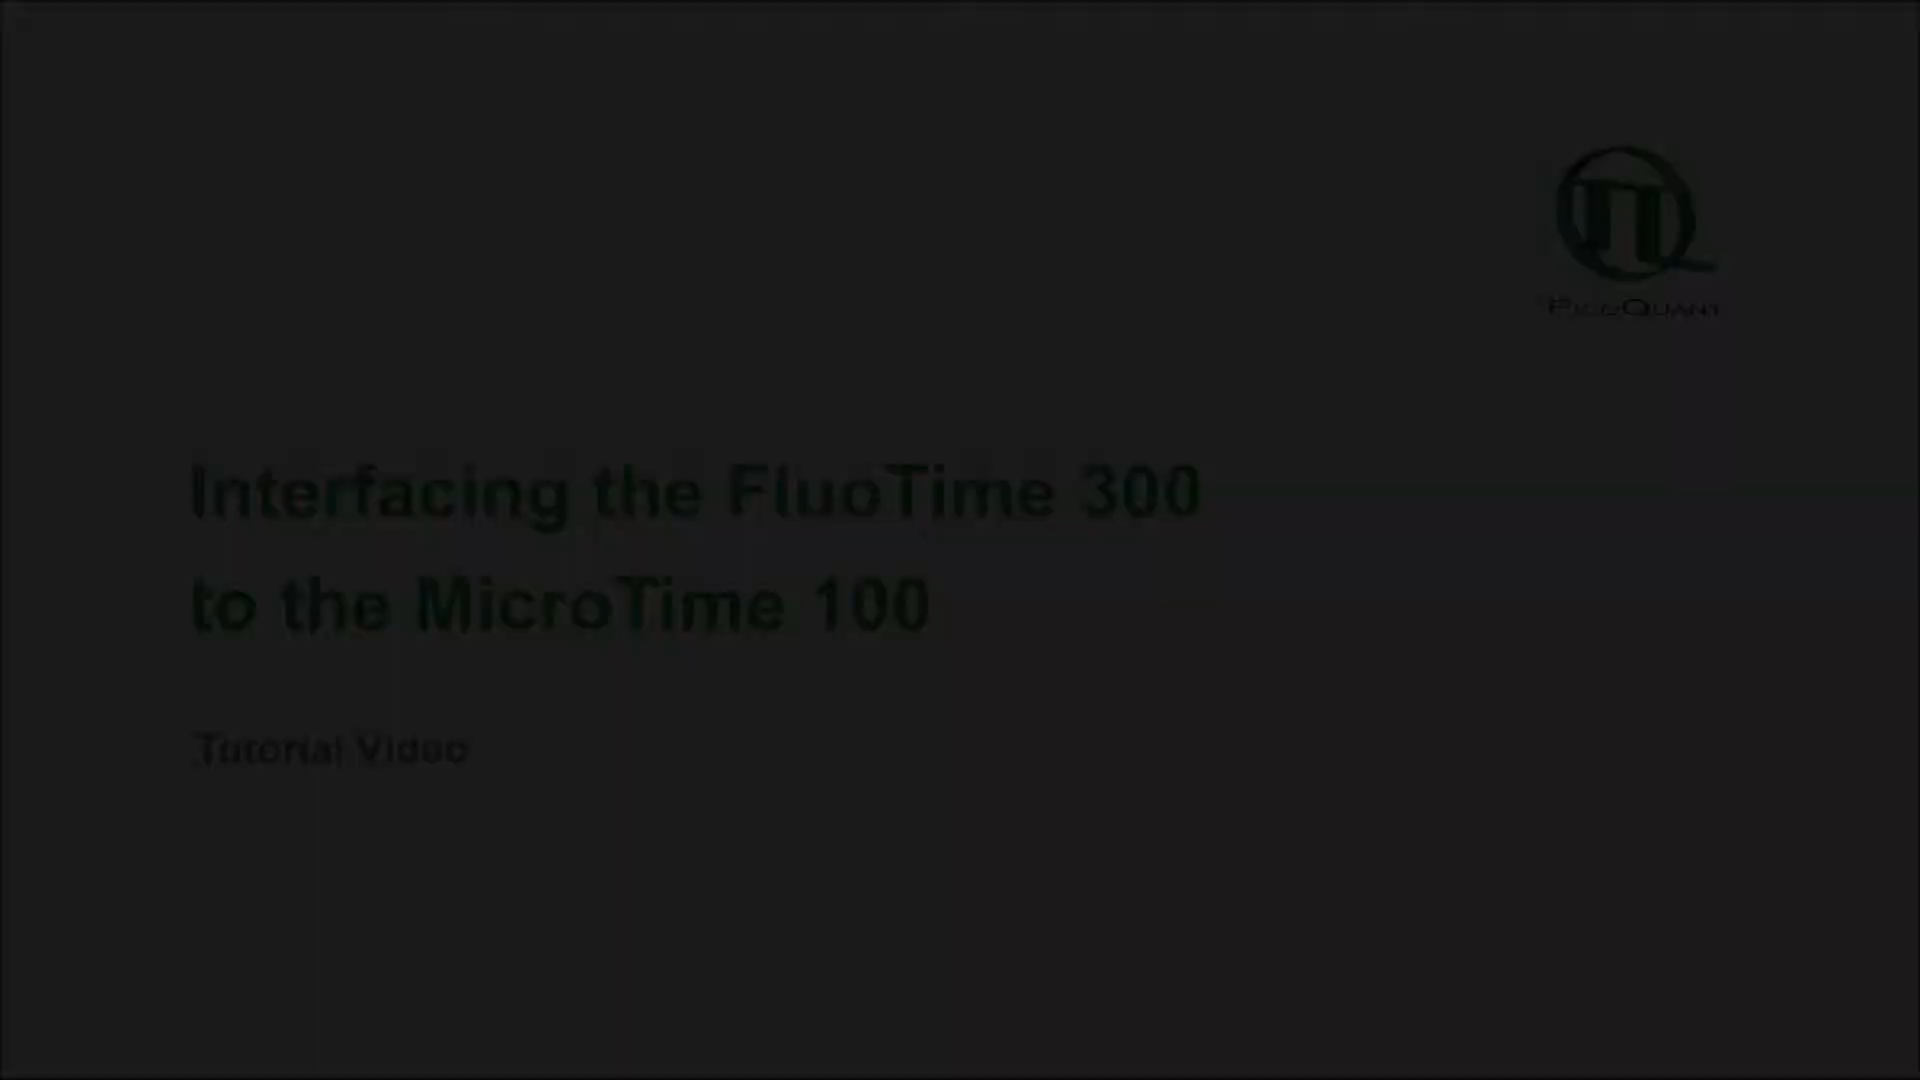 PicoQuant
Interfacing the FluoTime 300
to the MicroTime 100
Tutorial Video